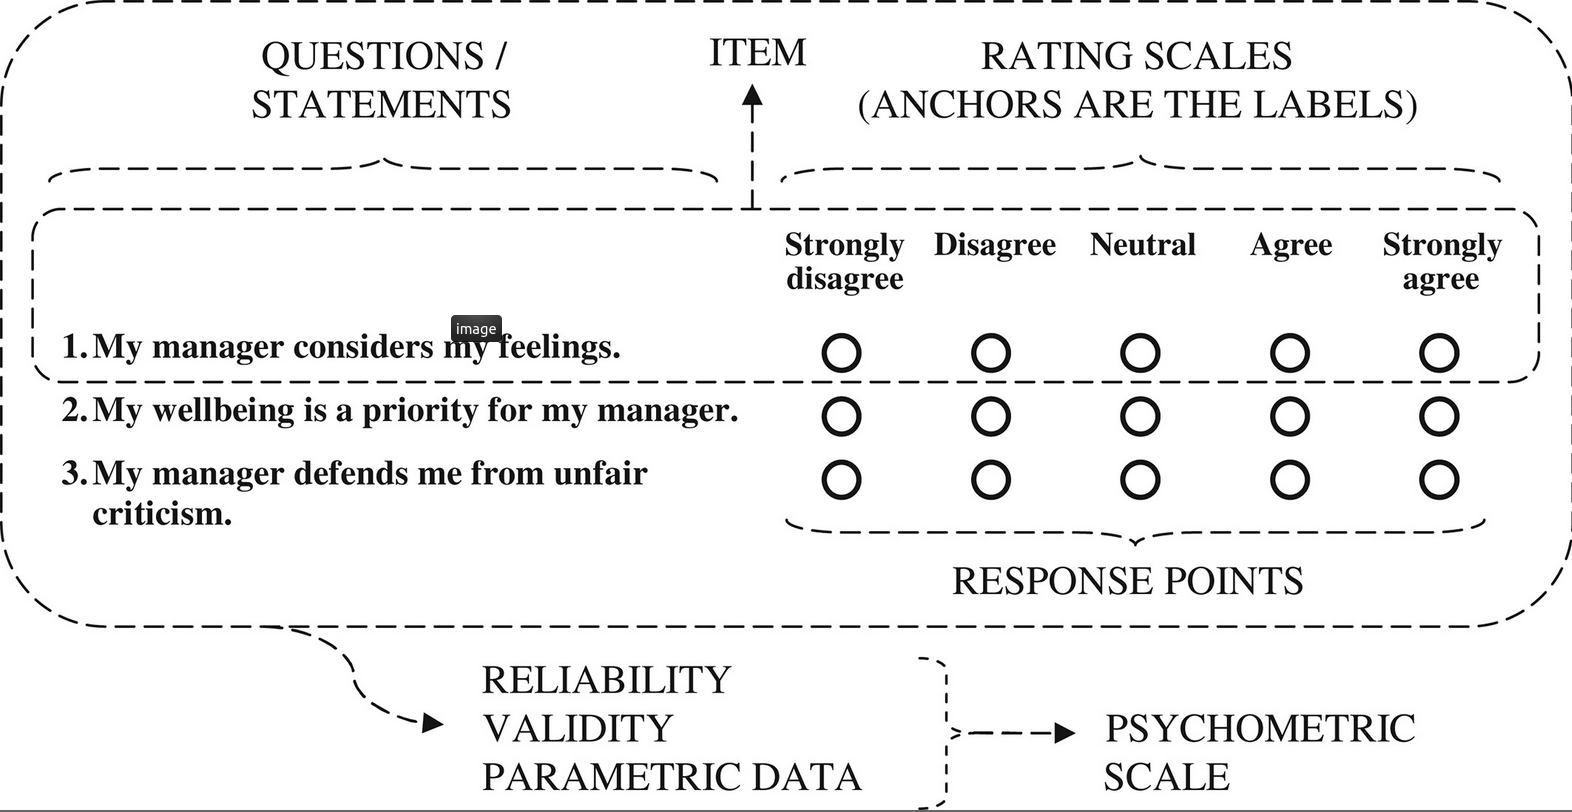 QUESTIONS /
STATEMENTS
ITEM
RATING SCALES
(ANCHORS ARE THE LABELS)
Strongly disagree
Disagree
Neutral
Agree
Strongly agree
image
1. My manager considers my feelings.
2. My wellbeing is a priority for my manager.
3. My manager defends me from unfair
criticism.
RESPONSE POINTS
RELIABILITY
VALIDITY
PARAMETRIC DATA
PSYCHOMETRIC
SCALE